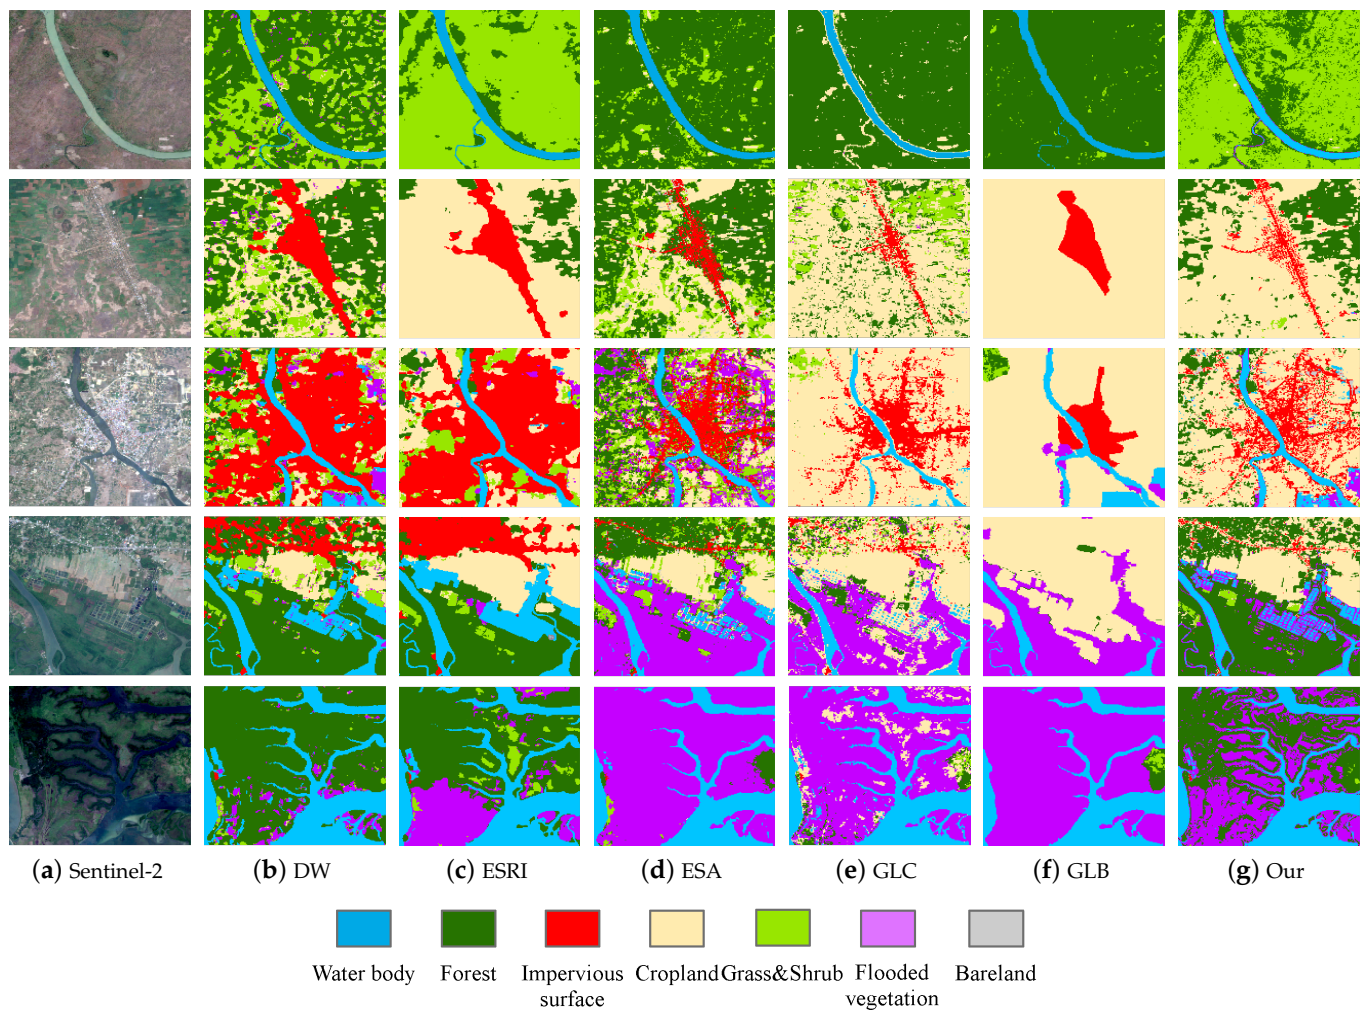 (a) Sentinel-2
(b) DW
(c) ESRI
(d) ESA
(e) GLC
(f) GLB
(g) Our
Water body
Forest
Impervious
surface
Cropland
Grass&Shrub
Flooded
vegetation
Bareland